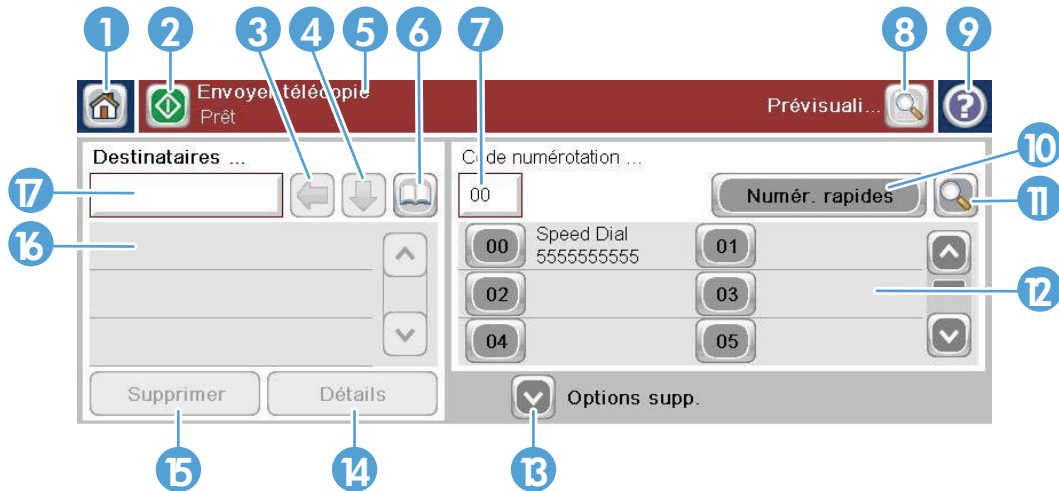 1 2 3 4 5 6 7 8 9
Envoyer télécopie
Prêt
Prévisuali...
Destinataires ...
Code numérotation ...
10
17
00
Numér. rapides
11
16
00 Speed Dial 01
5555555555
12
02 03
04 05
Supprimer Détails
Options supp.
15 14 13